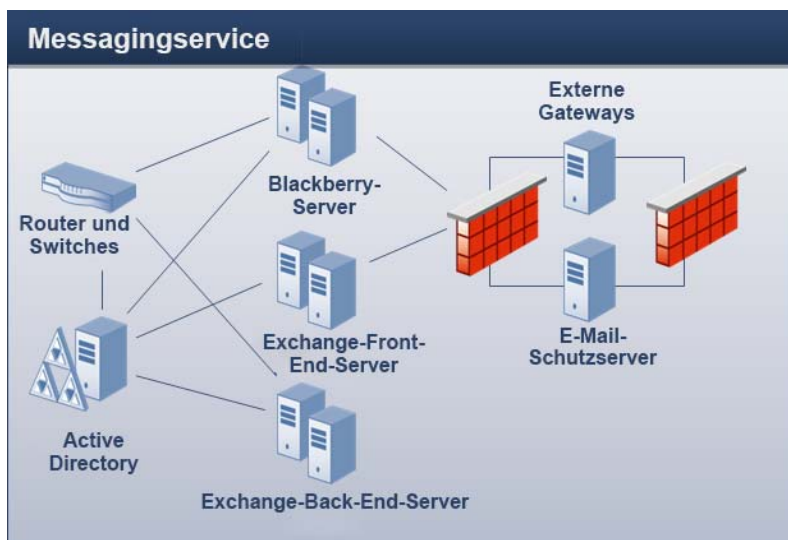 Messagingservice
Externe
Gateways
Blackberry-
Server
Router und
Switches
Exchange-Front-
End-Server
E-Mail-
Schutzserver
Active
Directory
Exchange-Back-End-Server